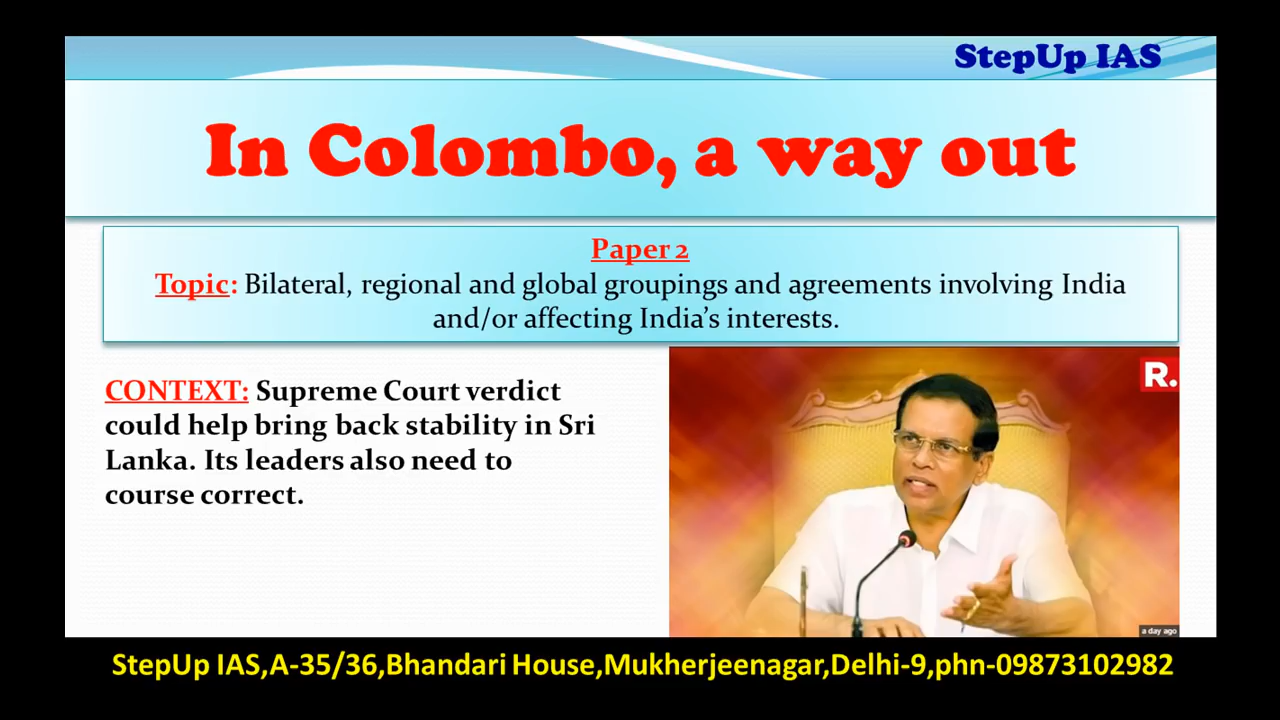 StepUp IAS
In Colombo, a way out
Paper 2
Topic: Bilateral, regional and global groupings and agreements involving India
and/or affecting India's interests.
CONTEXT: Supreme Court verdict
could help bring back stability in Sri
Lanka. Its leaders also need to
course correct.
R.
a day ago
StepUp IAS,A-35/36,Bhandari House,Mukherjeenagar,Delhi-9,phn-09873102982